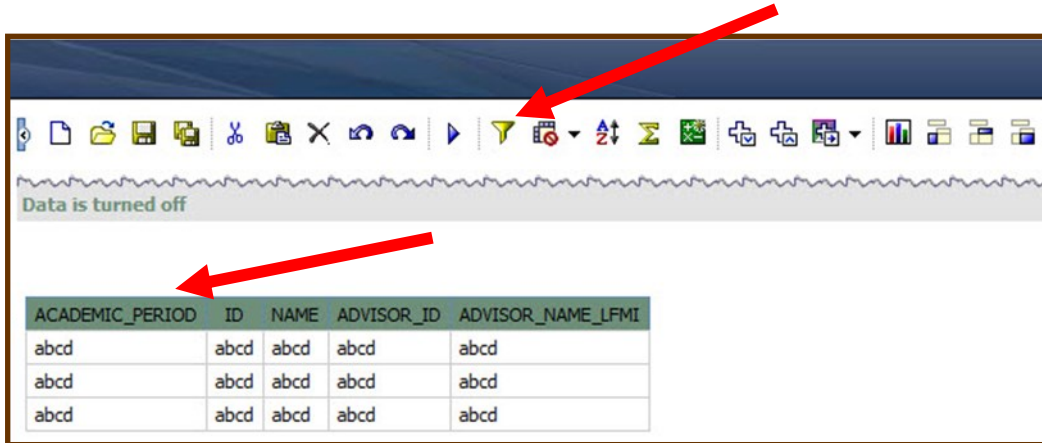 Data is turned off
ACADEMIC_PERIOD ID NAME ADVISOR_ID ADVISOR_NAME_LFMI
abcd abcd abcd abcd abcd
abcd abcd abcd abcd abcd
abcd abcd abcd abcd abcd